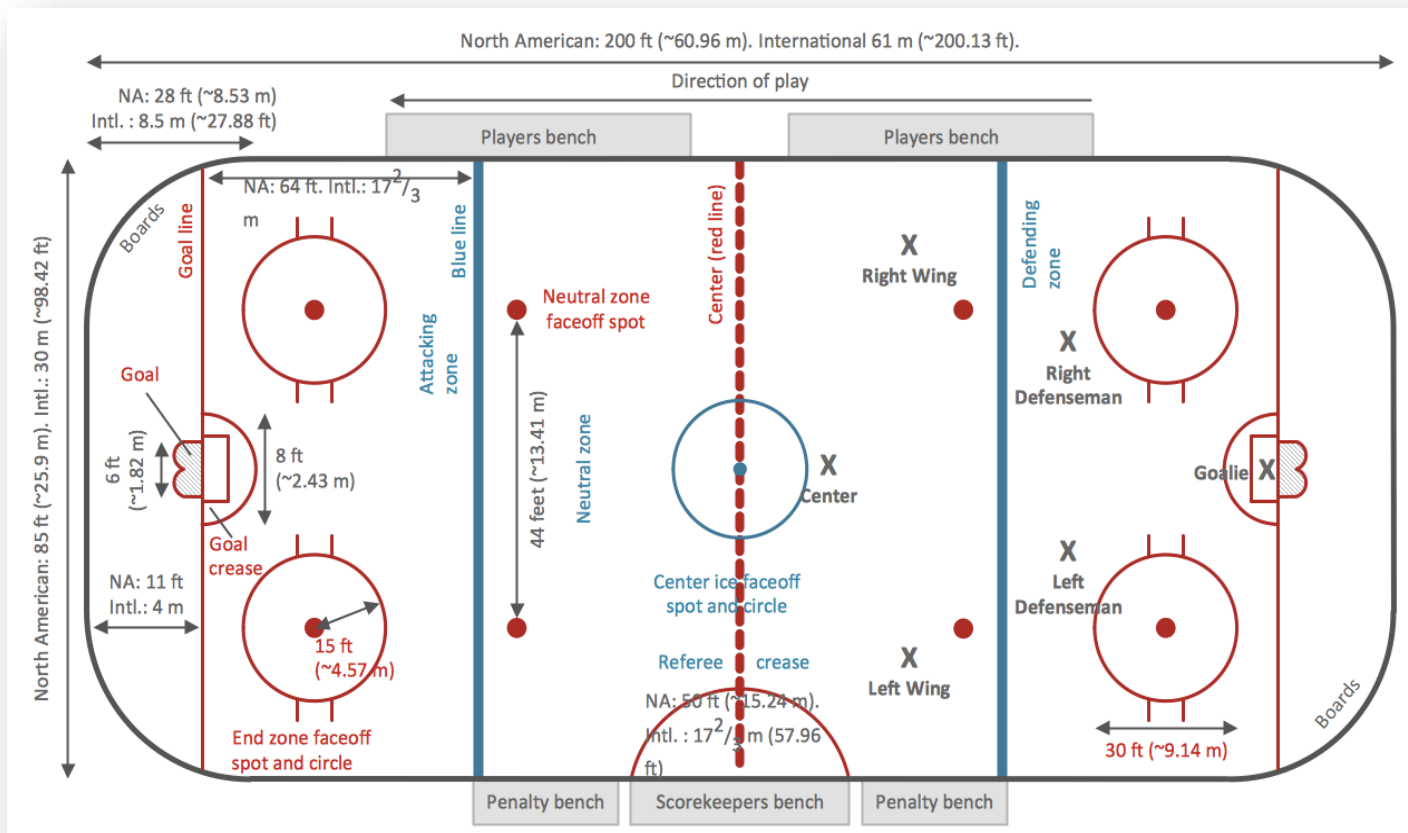 North American: 200 ft (~60.96 m). International 61 m (~200.13 ft).
Direction of play
NA: 28 ft (~8.53 m)
Intl. : 8.5 m (~27.88 ft)
Players bench
Players bench
North American: 85 ft (~25.9 m). Intl.: 30 m (~98.42 ft)
Boards
Goal line
NA: 64 ft. Intl.: 17 2/3
m
Blue line
Attacking
zone
Neutral zone
faceoff spot
Center (red line)
X
Right Wing
Defending
zone
X
Right
Defenseman
Goal
6 ft
(~1.82 m)
8 ft
(~2.43 m)
Goal
crease
44 feet (~13.41 m)
Neutral zone
X
Center
Goalie X
NA: 11 ft
Intl.: 4 m
Center ice faceoff
spot and circle
X
Left
Defenseman
15 ft
(~4.57 m)
Referee crease
X
Left Wing
NA: 50 ft (~15.24 m).
Intl. : 17 2/3 m (57.96
ft)
End zone faceoff
spot and circle
30 ft (~9.14 m)
Boards
Penalty bench
Scorekeepers bench
Penalty bench